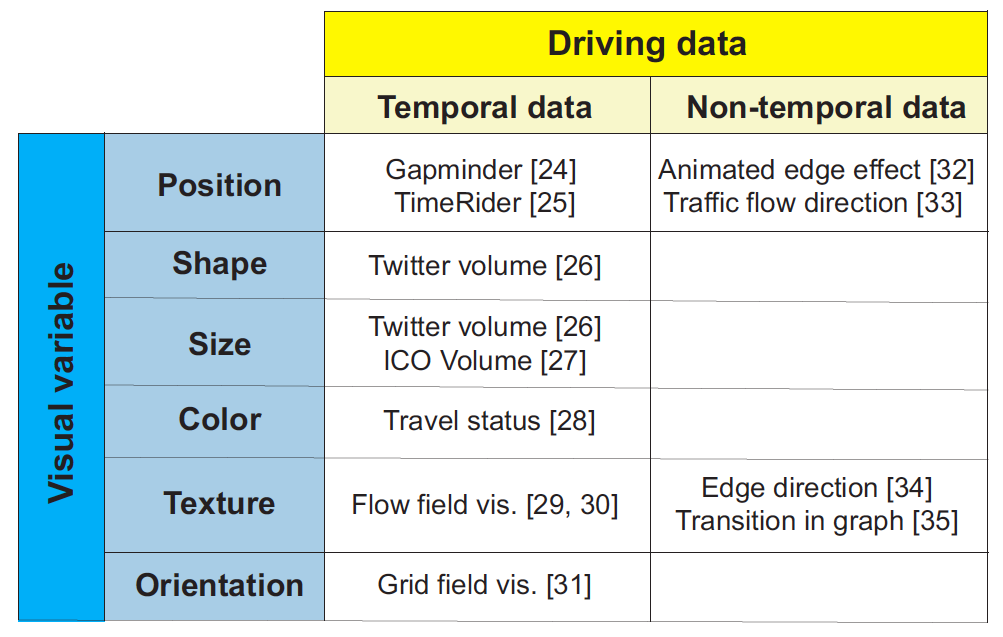 Driving data
Temporal data
Non-temporal data
Visual variable
Position
Gapminder [24]
TimeRider [25]
Animated edge effect [32]
Traffic flow direction [33]
Shape
Twitter volume [26]
Size
Twitter volume [26]
ICO Volume [27]
Color
Travel status [28]
Texture
Flow field vis. [29, 30]
Edge direction [34]
Transition in graph [35]
Orientation
Grid field vis. [31]